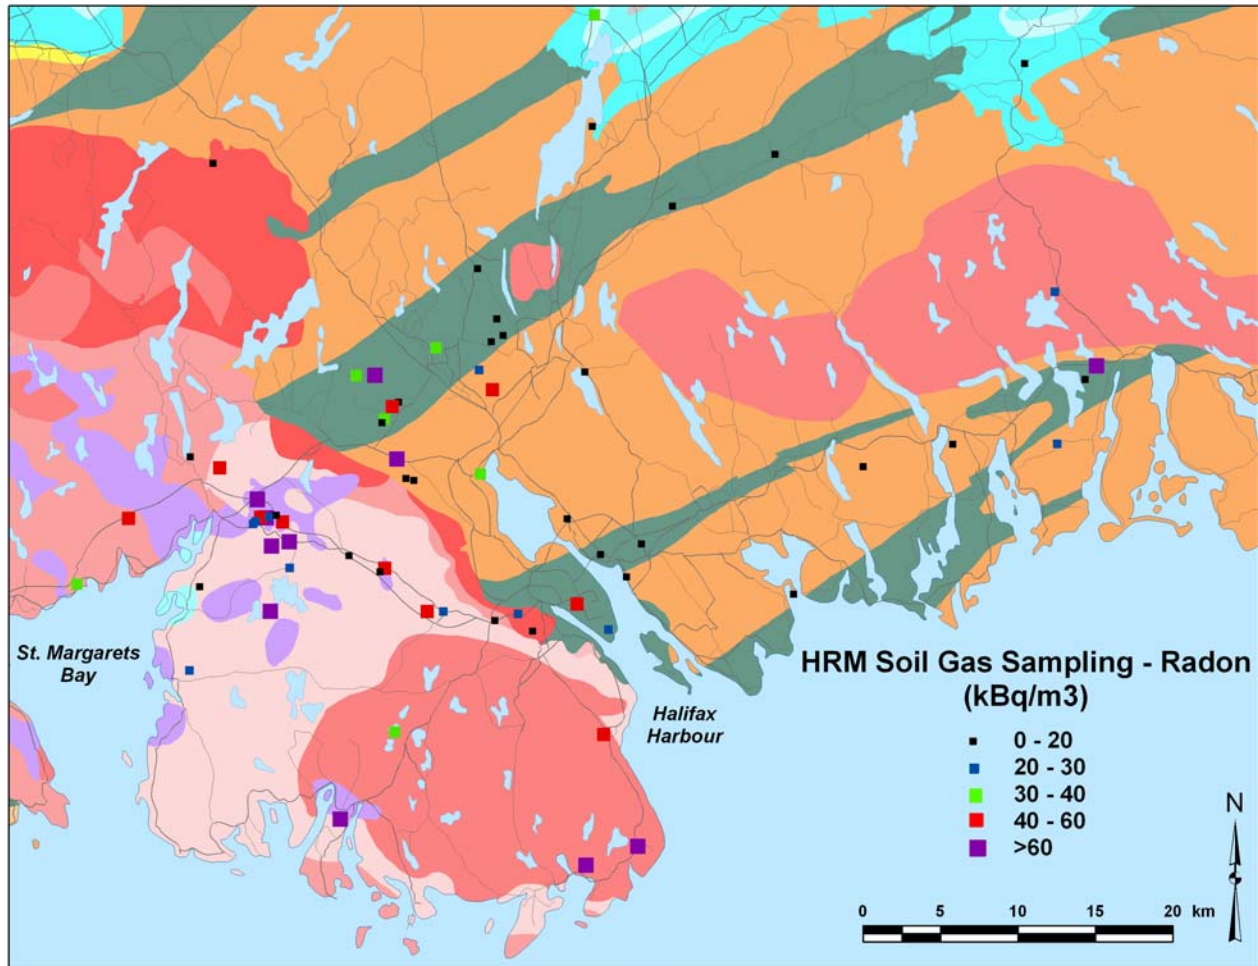 St. Margarets
Bay
Halifax
Harbour
HRM Soil Gas Sampling - Radon
(kBq/m3)
0 - 20
20 - 30
30 - 40
40 - 60
>60
N
0 5 10 15 20 km